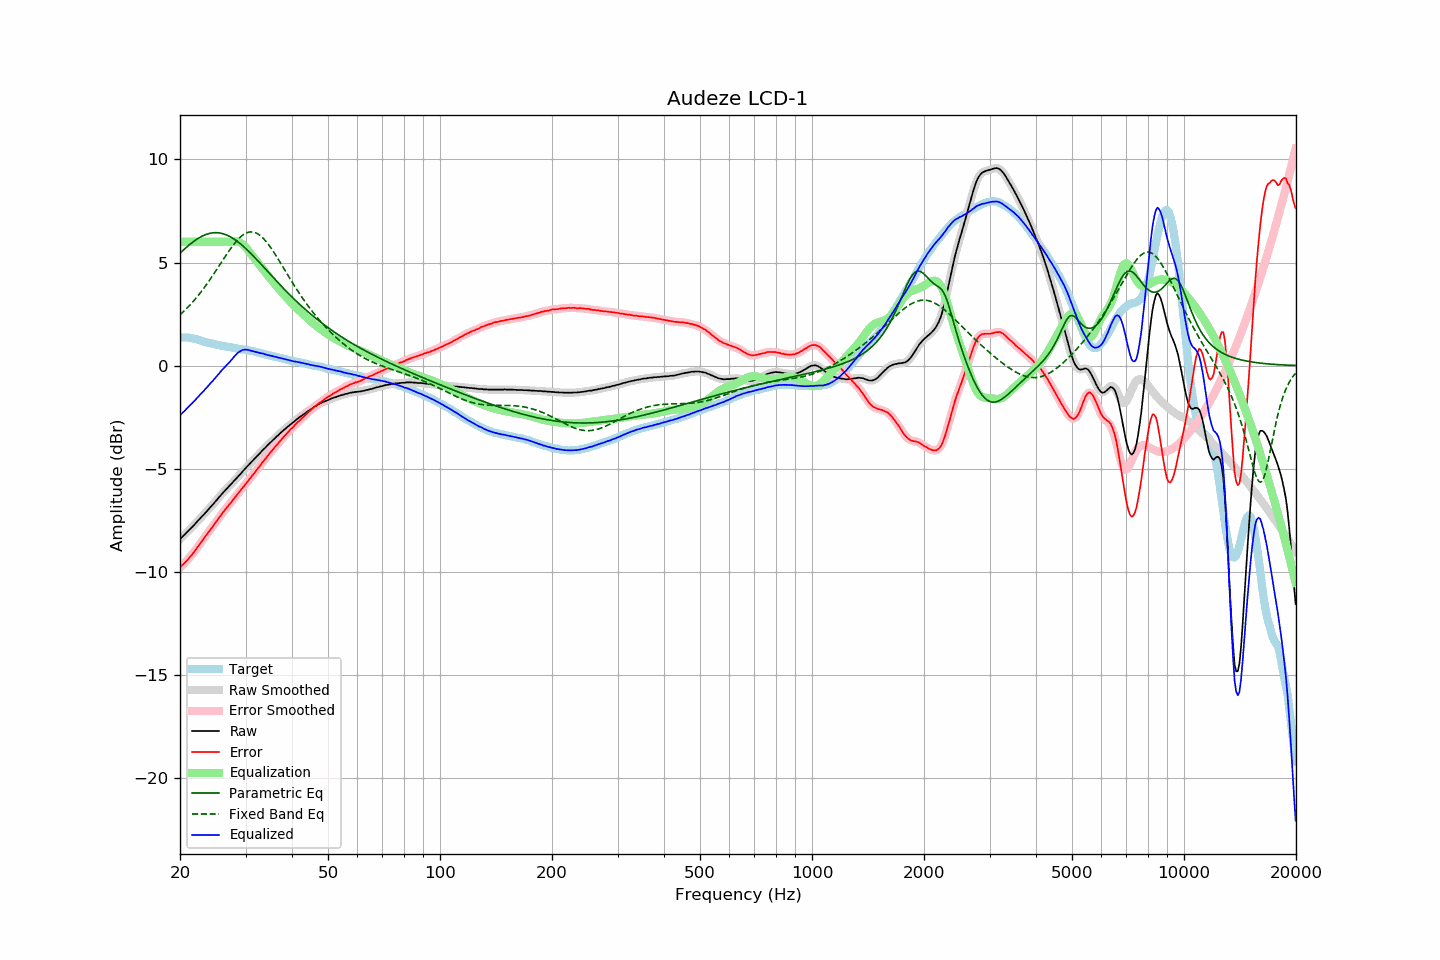 Audeze LCD-1
10
5
0
−5
−10
−15
−20
Amplitude (dBr)
Target
Raw Smoothed
Error Smoothed
Raw
Error
Equalization
Parametric Eq
Fixed Band Eq
Equalized
20 50 100 200 500 1000 2000 5000 10000 20000
Frequency (Hz)